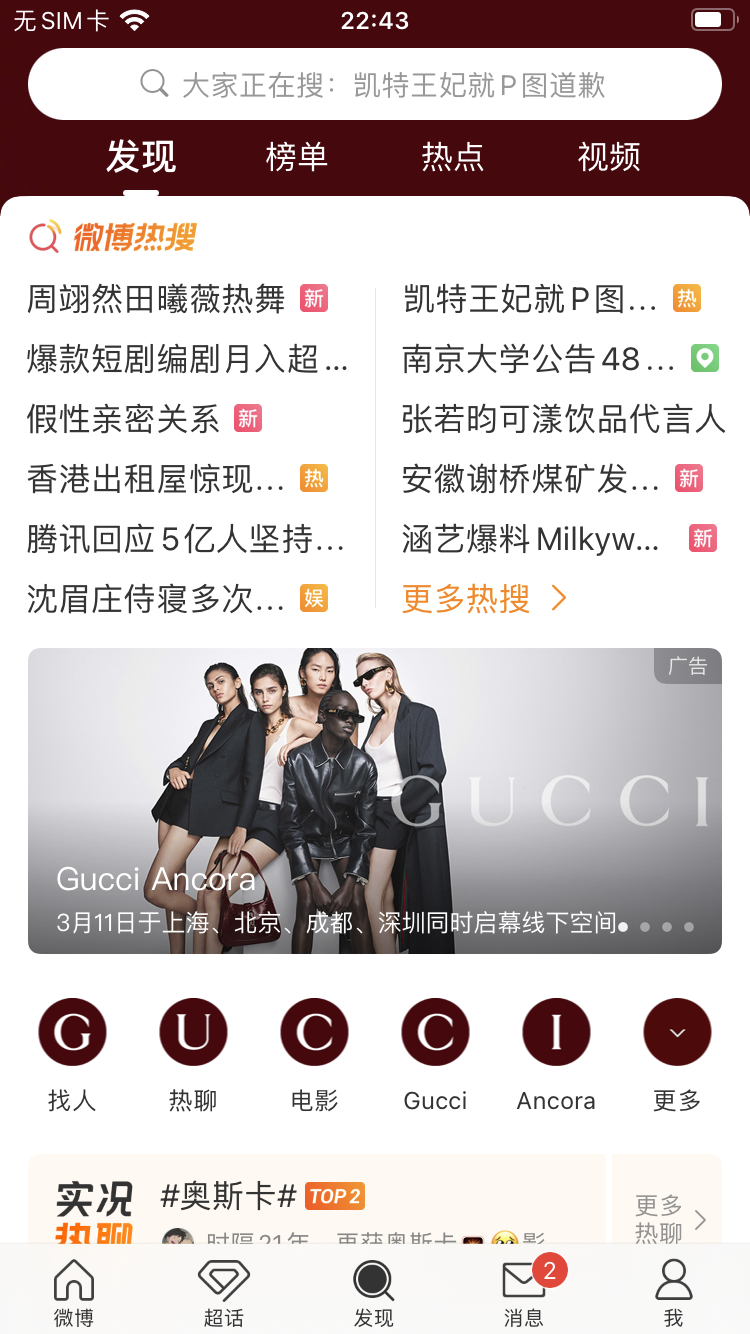 无SIM卡 22:43
大家正在搜：凯特王妃就P图道歉
发现 榜单 热点 视频
微博热搜
周翊然田曦薇热舞 新
凯特王妃就P图... 热
爆款短剧编剧月入超...
南京大学公告48...
假性亲密关系 新
张若昀可漾饮品代言人
香港出租屋惊现... 热
安徽谢桥煤矿发... 新
腾讯回应5亿人坚持...
涵艺爆料Milkyw... 新
沈眉庄侍寝多次... 娱
更多热搜
广告
GUCCI
Gucci Ancora
3月11日于上海、北京、成都、深圳同时启幕线下空间
G U C C I
找人 热聊 电影 Gucci Ancora 更多
实况
热聊
#奥斯卡# TOP 2
时隔21年，再获奥斯卡
更多
热聊
2
微博 超话 发现 消息 我